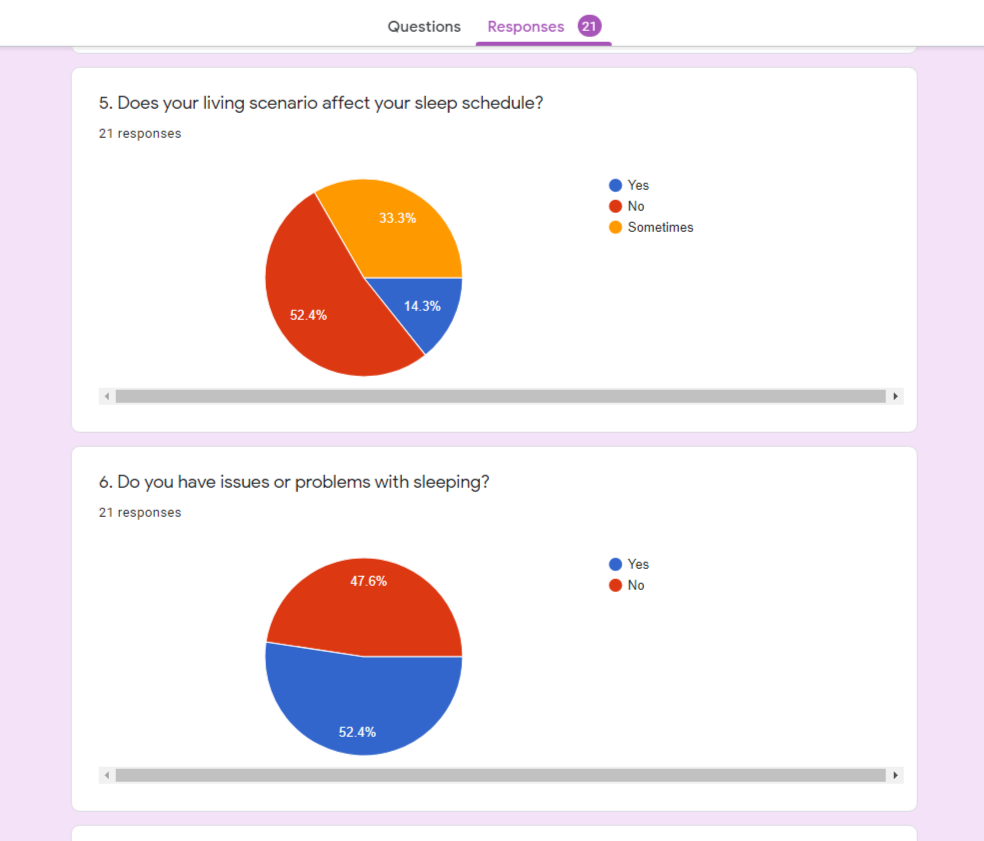 Questions Responses 21
5. Does your living scenario affect your sleep schedule?
21 responses
Yes
No
Sometimes
33.3%
14.3%
52.4%
6. Do you have issues or problems with sleeping?
21 responses
Yes
No
47.6%
52.4%